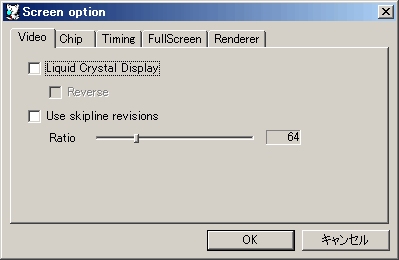 Screen option
Video Chip Timing FullScreen Renderer
Liquid Crystal Display
Reverse
Use skipline revisions
Ratio 64
OK キャンセル